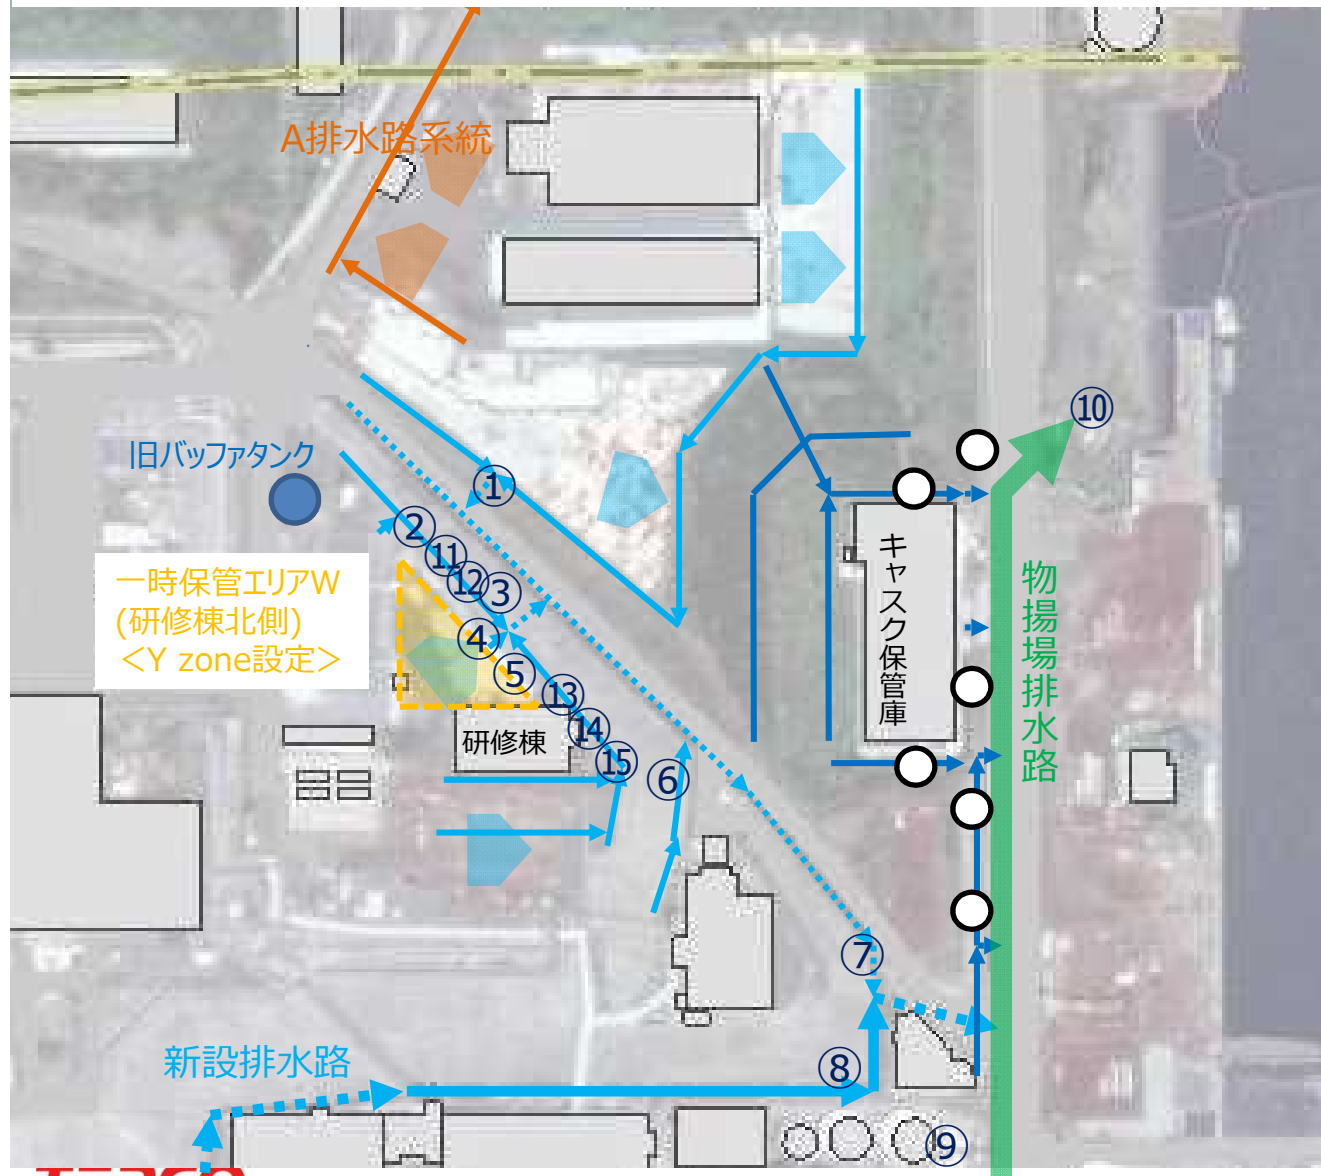 A排水路系統
⑩
旧バッファタンク
①
②
⑪
⑫
③
一時保管エリアW
(研修棟北側)
＜Y zone設定＞
④
⑤
⑬
⑭
⑮
研修棟
キャスク保管庫
物揚場排水路
⑥
⑦
新設排水路
⑧
⑨